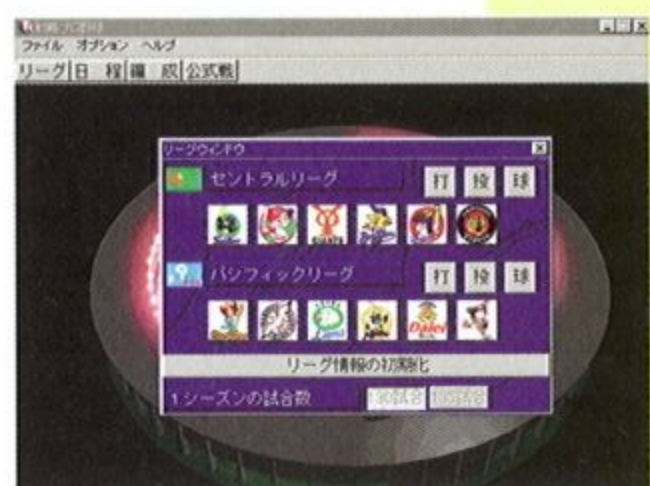 ファイル オプション ヘルプ
リーグ 日 程 編 成 公式戦
リーグウィンドウ
セントラルリーグ 打 投 球
パシフィックリーグ 打 投 球
Daiei
リーグ情報の初期化
1シーズンの試合数